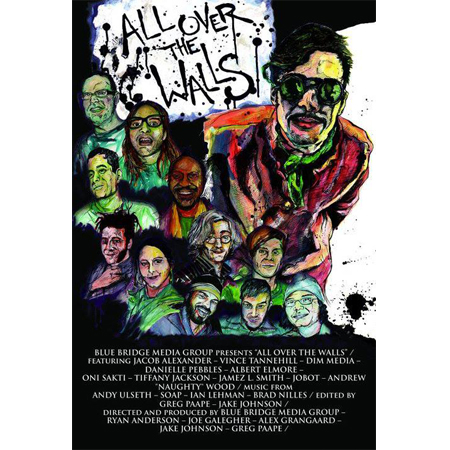 ALL OVER
THE
WALLS
BLUE BRIDGE MEDIA GROUP PRESENTS "ALL OVER THE WALLS" /
FEATURING JACOB ALEXANDER – VINCE TANNEHILL – DIM MEDIA –
DANIELLE PEBBLES – ALBERT ELMORE –
ONI SAKTI – TIFFANY JACKSON – JAMEZ L. SMITH – JOBOT – ANDREW
"NAUGHTY" WOOD / MUSIC FROM
ANDY ULSETH – SOAP – IAN LEHMAN – BRAD NILLES / EDITED BY
GREG PAAPE – JAKE JOHNSON /
DIRECTED AND PRODUCED BY BLUE BRIDGE MEDIA GROUP –
RYAN ANDERSON – JOE GALEGHER – ALEX GRANGAARD –
JAKE JOHNSON – GREG PAAPE /